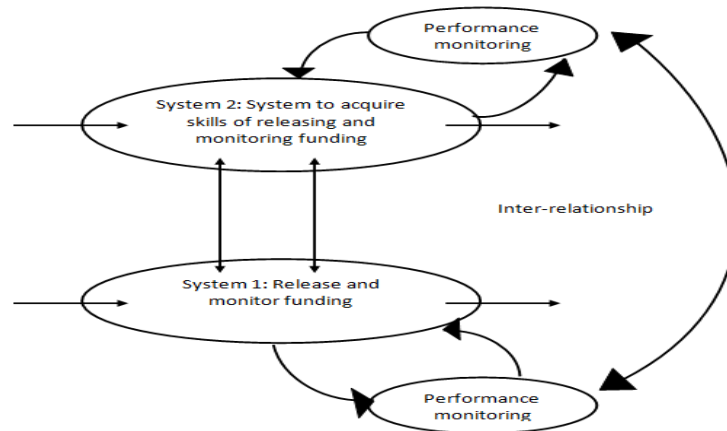 Performance
monitoring
System 2: System to acquire
skills of releasing and
monitoring funding
Inter-relationship
System 1: Release and
monitor funding
Performance
monitoring